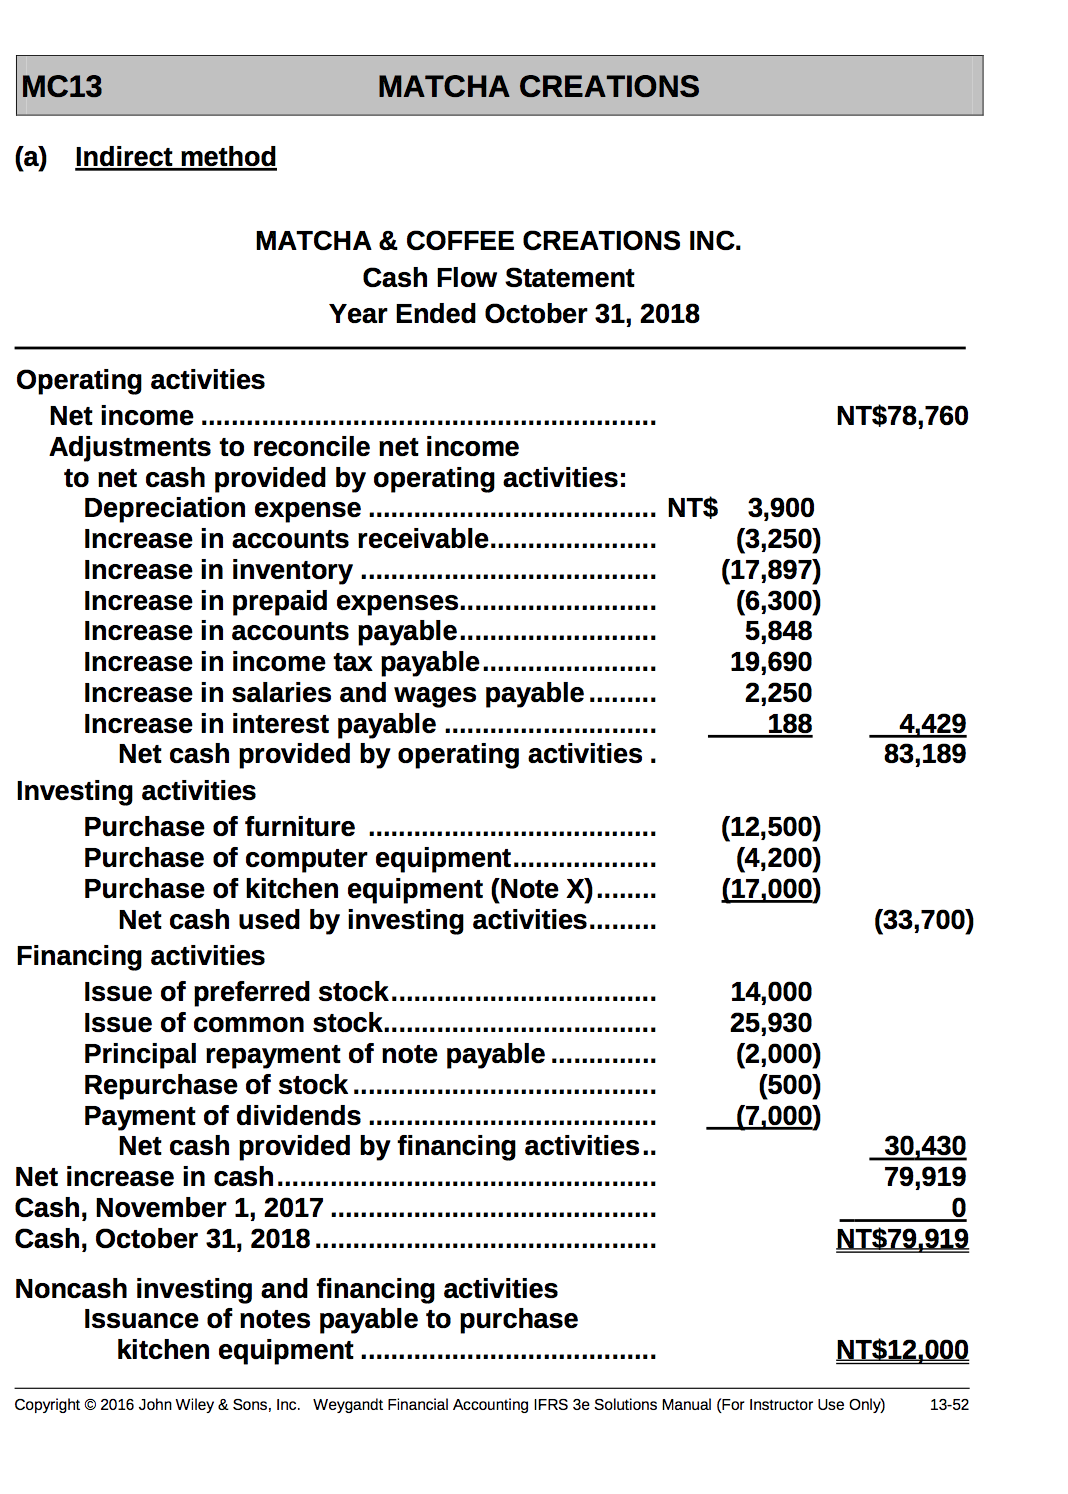 MC13 MATCHA CREATIONS
(a) Indirect method
MATCHA & COFFEE CREATIONS INC.
Cash Flow Statement
Year Ended October 31, 2018
Operating activities
Net income ............................................................ NT$78,760
Adjustments to reconcile net income
to net cash provided by operating activities:
Depreciation expense ...................................... NT$ 3,900
Increase in accounts receivable...................... (3,250)
Increase in inventory ....................................... (17,897)
Increase in prepaid expenses.......................... (6,300)
Increase in accounts payable.......................... 5,848
Increase in income tax payable....................... 19,690
Increase in salaries and wages payable ......... 2,250
Increase in interest payable ............................ 188 4,429
Net cash provided by operating activities . 83,189
Investing activities
Purchase of furniture ...................................... (12,500)
Purchase of computer equipment................... (4,200)
Purchase of kitchen equipment (Note X)........ (17,000)
Net cash used by investing activities......... (33,700)
Financing activities
Issue of preferred stock................................... 14,000
Issue of common stock.................................... 25,930
Principal repayment of note payable .............. (2,000)
Repurchase of stock ........................................ (500)
Payment of dividends ...................................... (7,000)
Net cash provided by financing activities.. 30,430
Net increase in cash.................................................. 79,919
Cash, November 1, 2017 ........................................... 0
Cash, October 31, 2018 ............................................. NT$79,919
Noncash investing and financing activities
Issuance of notes payable to purchase
kitchen equipment ....................................... NT$12,000
Copyright © 2016 John Wiley & Sons, Inc. Weygandt Financial Accounting IFRS 3e Solutions Manual (For Instructor Use Only) 13-52